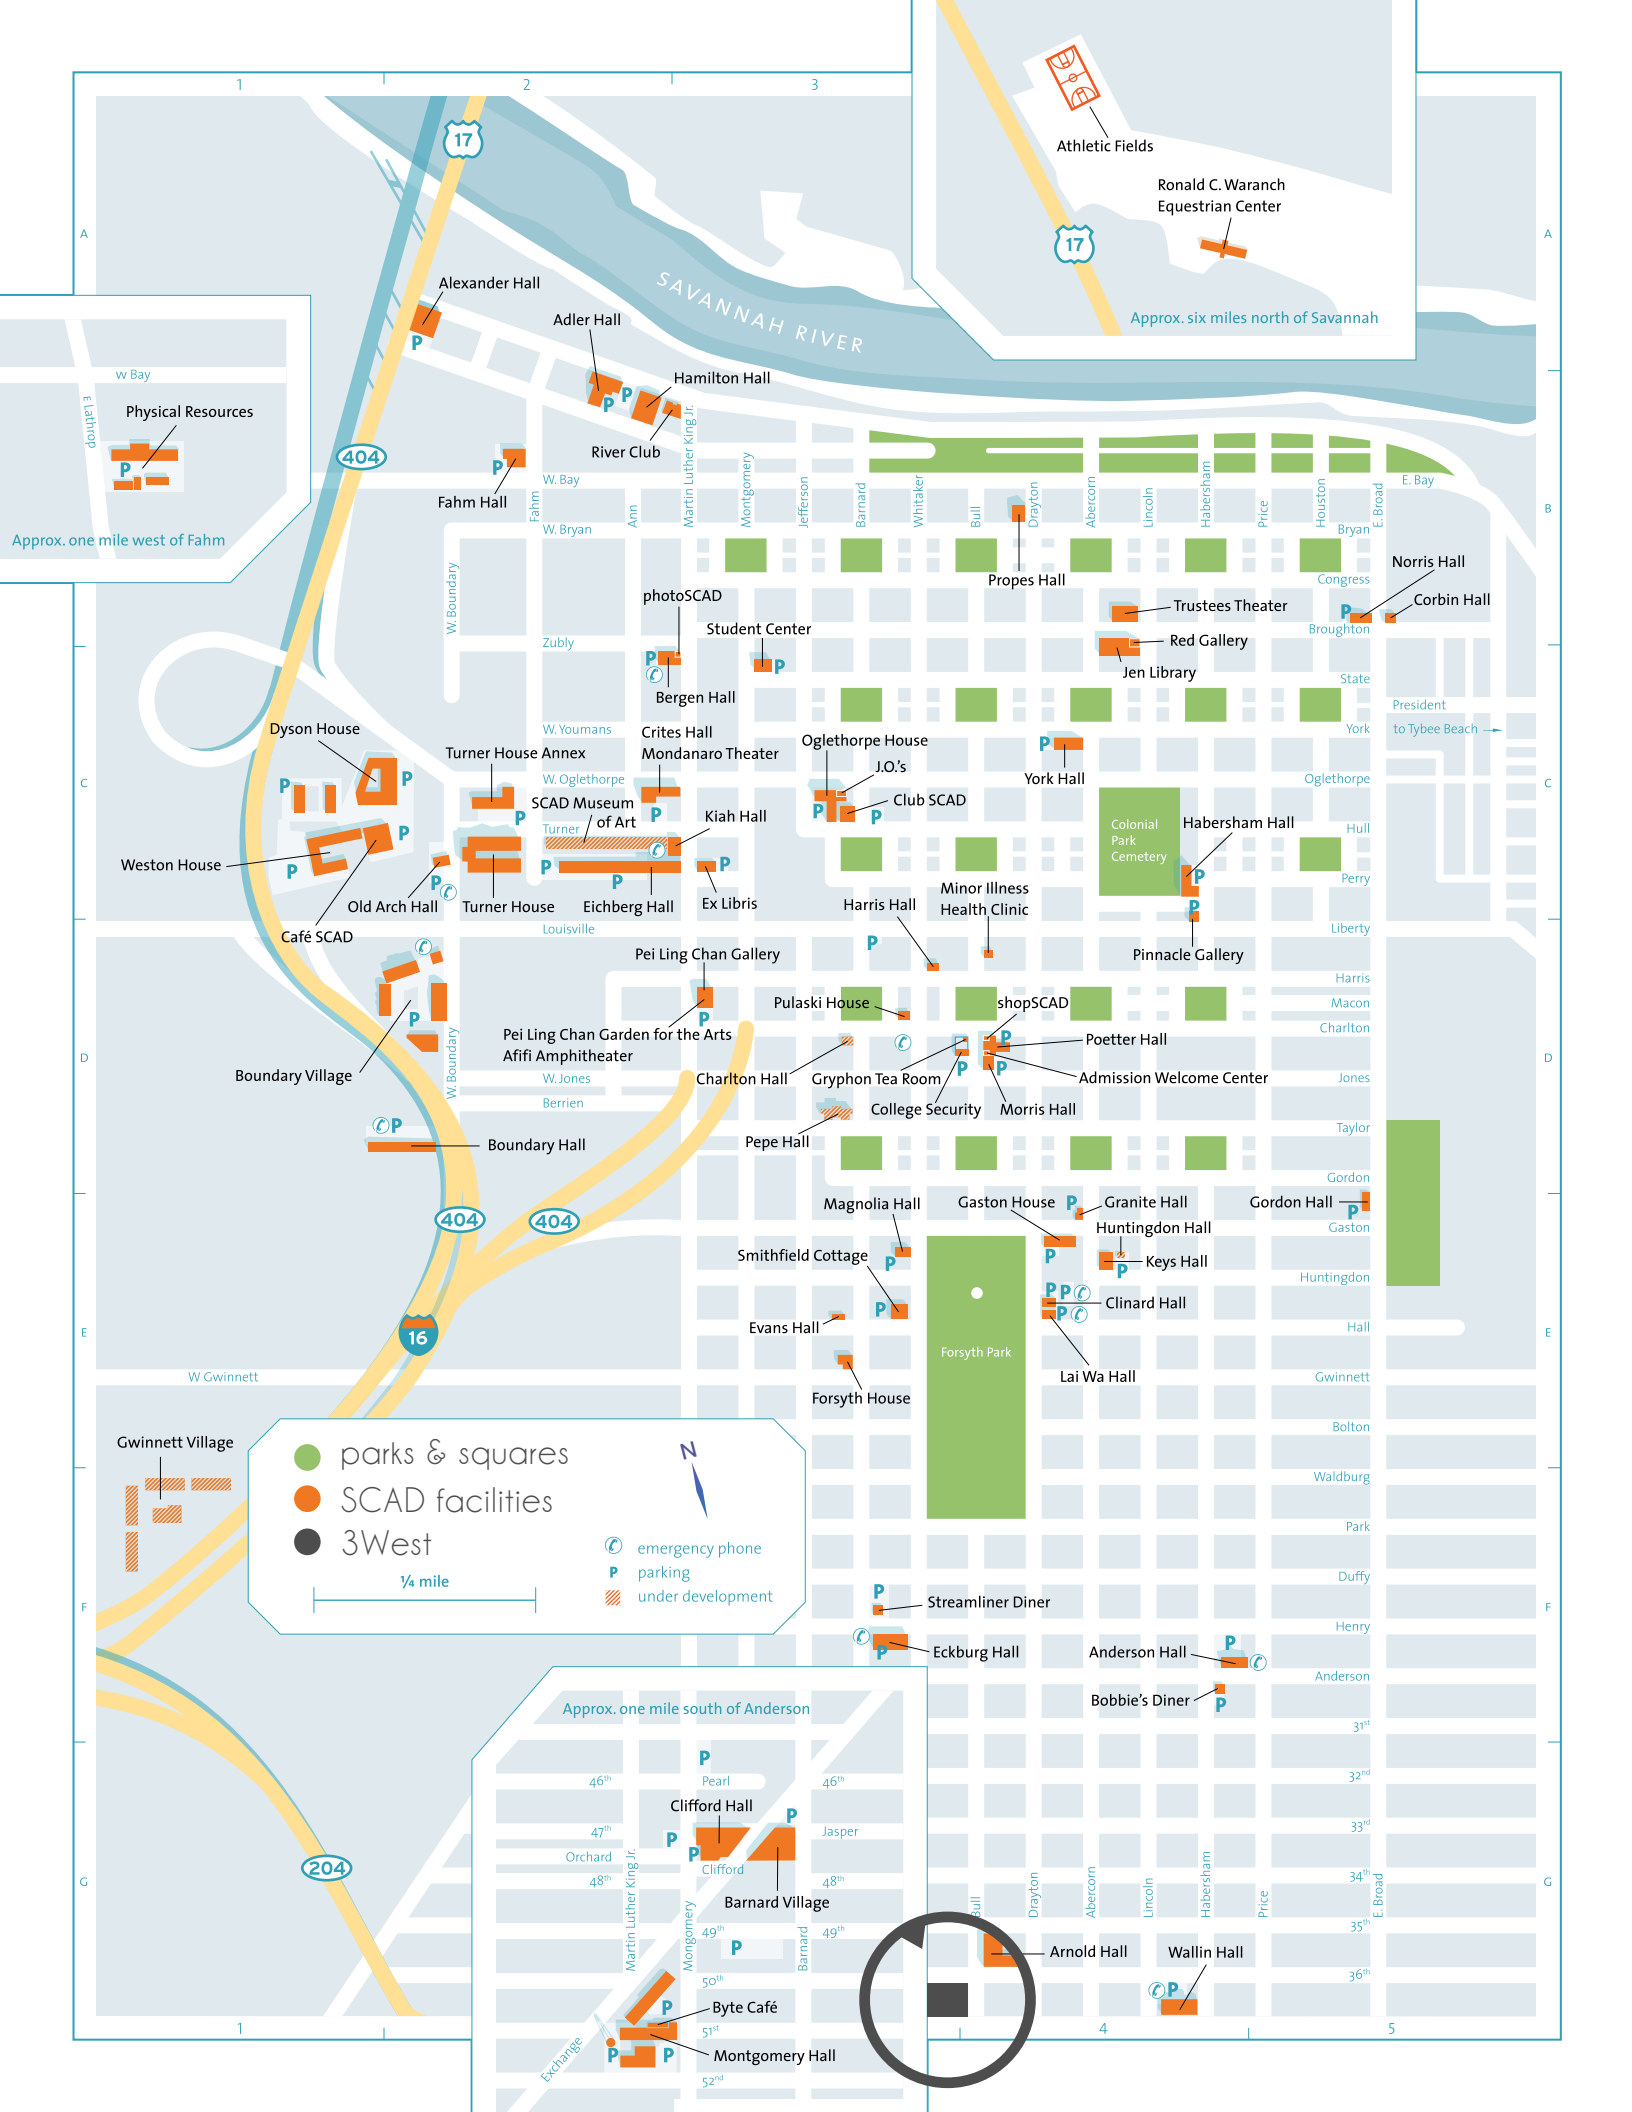 1
2
3
17
Athletic Fields
Ronald C. Waranch
Equestrian Center
17
Approx. six miles north of Savannah
A
A
SAVANNAH RIVER
Alexander Hall
P
Adler Hall
P
P
Hamilton Hall
River Club
w Bay
E Lathrop
Physical Resources
P
Approx. one mile west of Fahm
404
P
Fahm Hall
W. Bay
E. Bay
Fahm
Ann
Martin Luther King Jr.
Montgomery
Jefferson
Barnard
Whitaker
Bull
Drayton
Abercorn
Lincoln
Habersham
Price
Houston
E. Broad
B
B
W. Bryan
Bryan
Propes Hall
Congress
Norris Hall
P
Corbin Hall
W. Boundary
photoSCAD
Student Center
Trustees Theater
Broughton
Zubly
P
P
Red Gallery
Jen Library
Bergen Hall
State
President
to Tybee Beach
Dyson House
W. Youmans
Crites Hall
Mondanaro Theater
Oglethorpe House
York
P
York Hall
Turner House Annex
J.O.'s
W. Oglethorpe
Oglethorpe
C
C
P
P
SCAD Museum
of Art
Club SCAD
P
P
P
P
Kiah Hall
Turner
Colonial
Park
Cemetery
Habersham Hall
Hull
P
Weston House
P
P
P
P
P
P
Perry
Old Arch Hall
Turner House
Eichberg Hall
Ex Libris
Harris Hall
Minor Illness
Health Clinic
P
Café SCAD
Louisville
Liberty
P
Pinnacle Gallery
Pei Ling Chan Gallery
Harris
Pulaski House
shopSCAD
Macon
P
P
Pei Ling Chan Garden for the Arts
Afifi Amphitheater
Charlton
P
Poetter Hall
D
D
Boundary Village
W. Boundary
W. Jones
Charlton Hall
Gryphon Tea Room
P
P
Admission Welcome Center
Jones
Berrien
College Security
Morris Hall
P
Taylor
Boundary Hall
Pepe Hall
Gordon
Magnolia Hall
Gaston House
P
Granite Hall
Gordon Hall
P
404
404
Huntingdon Hall
Gaston
Smithfield Cottage
P
P
Keys Hall
P
Huntingdon
P
P
P
Clinard Hall
P
16
Evans Hall
Hall
E
E
Forsyth Park
W Gwinnett
Lai Wa Hall
Gwinnett
Forsyth House
Bolton
Gwinnett Village
parks & squares
SCAD facilities
3West
N
¼ mile
emergency phone
P parking
under development
Waldburg
Park
Duffy
P
Streamliner Diner
F
F
Henry
P
Eckburg Hall
P
Anderson Hall
Anderson
Bobbie's Diner
P
Approx. one mile south of Anderson
31st
P
46th
Pearl
46th
32nd
Clifford Hall
P
47th
P
P
Jasper
33rd
Orchard
Clifford
204
48th
48th
34th
G
G
Barnard Village
Martin Luther King Jr.
Mongomery
Barnard
49th
49th
P
Bull
Drayton
Abercorn
Lincoln
Habersham
Price
E. Broad
35th
Arnold Hall
Wallin Hall
50th
36th
P
P
Byte Café
51st
Exchange
P
P
Montgomery Hall
52nd
1
4
5